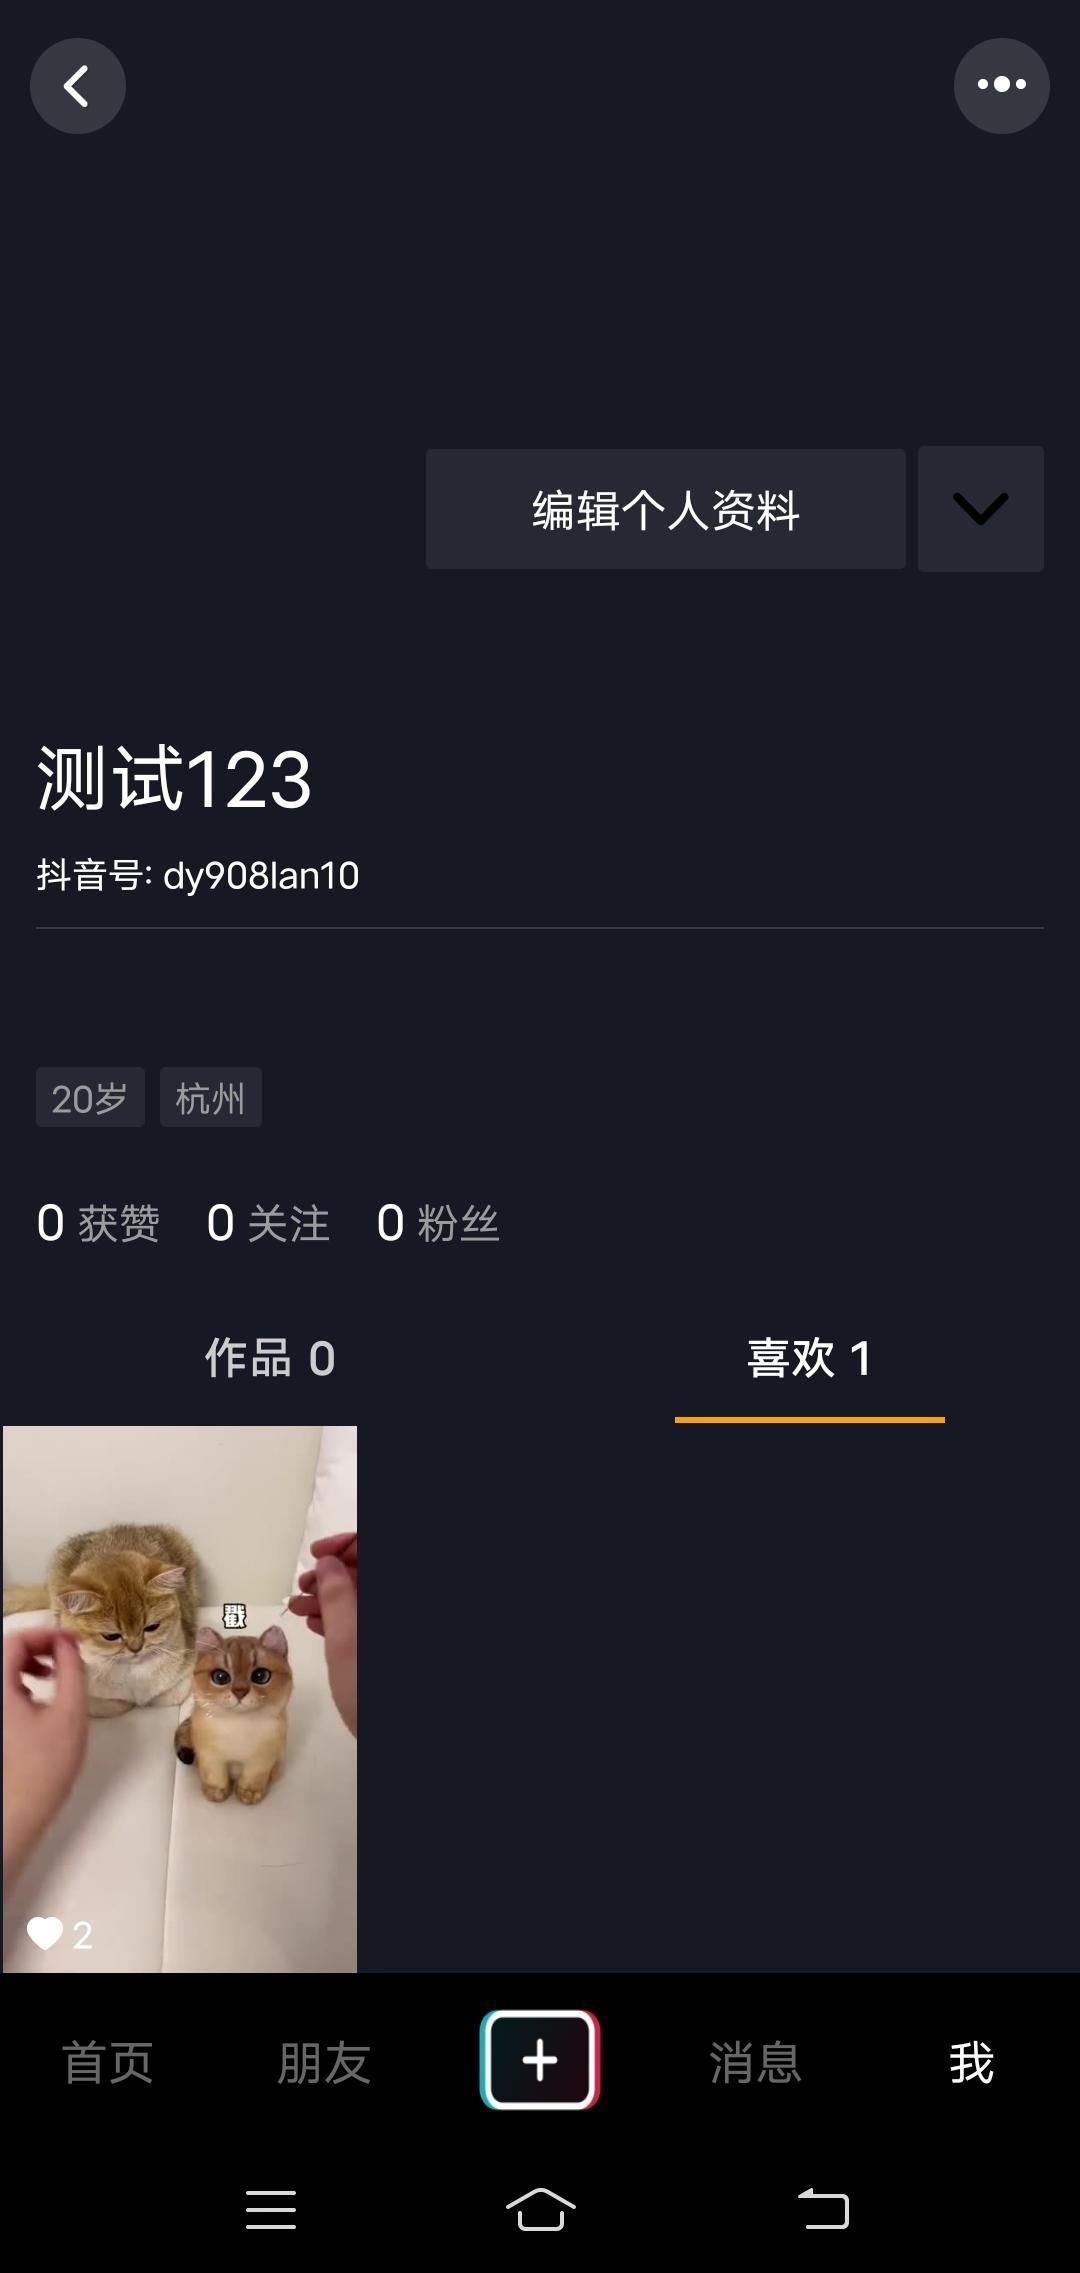 编辑个人资料
测试123
抖音号: dy908lan10
20岁 杭州
0 获赞 0 关注 0 粉丝
作品 0 喜欢 1
戳
2
首页 朋友 消息 我